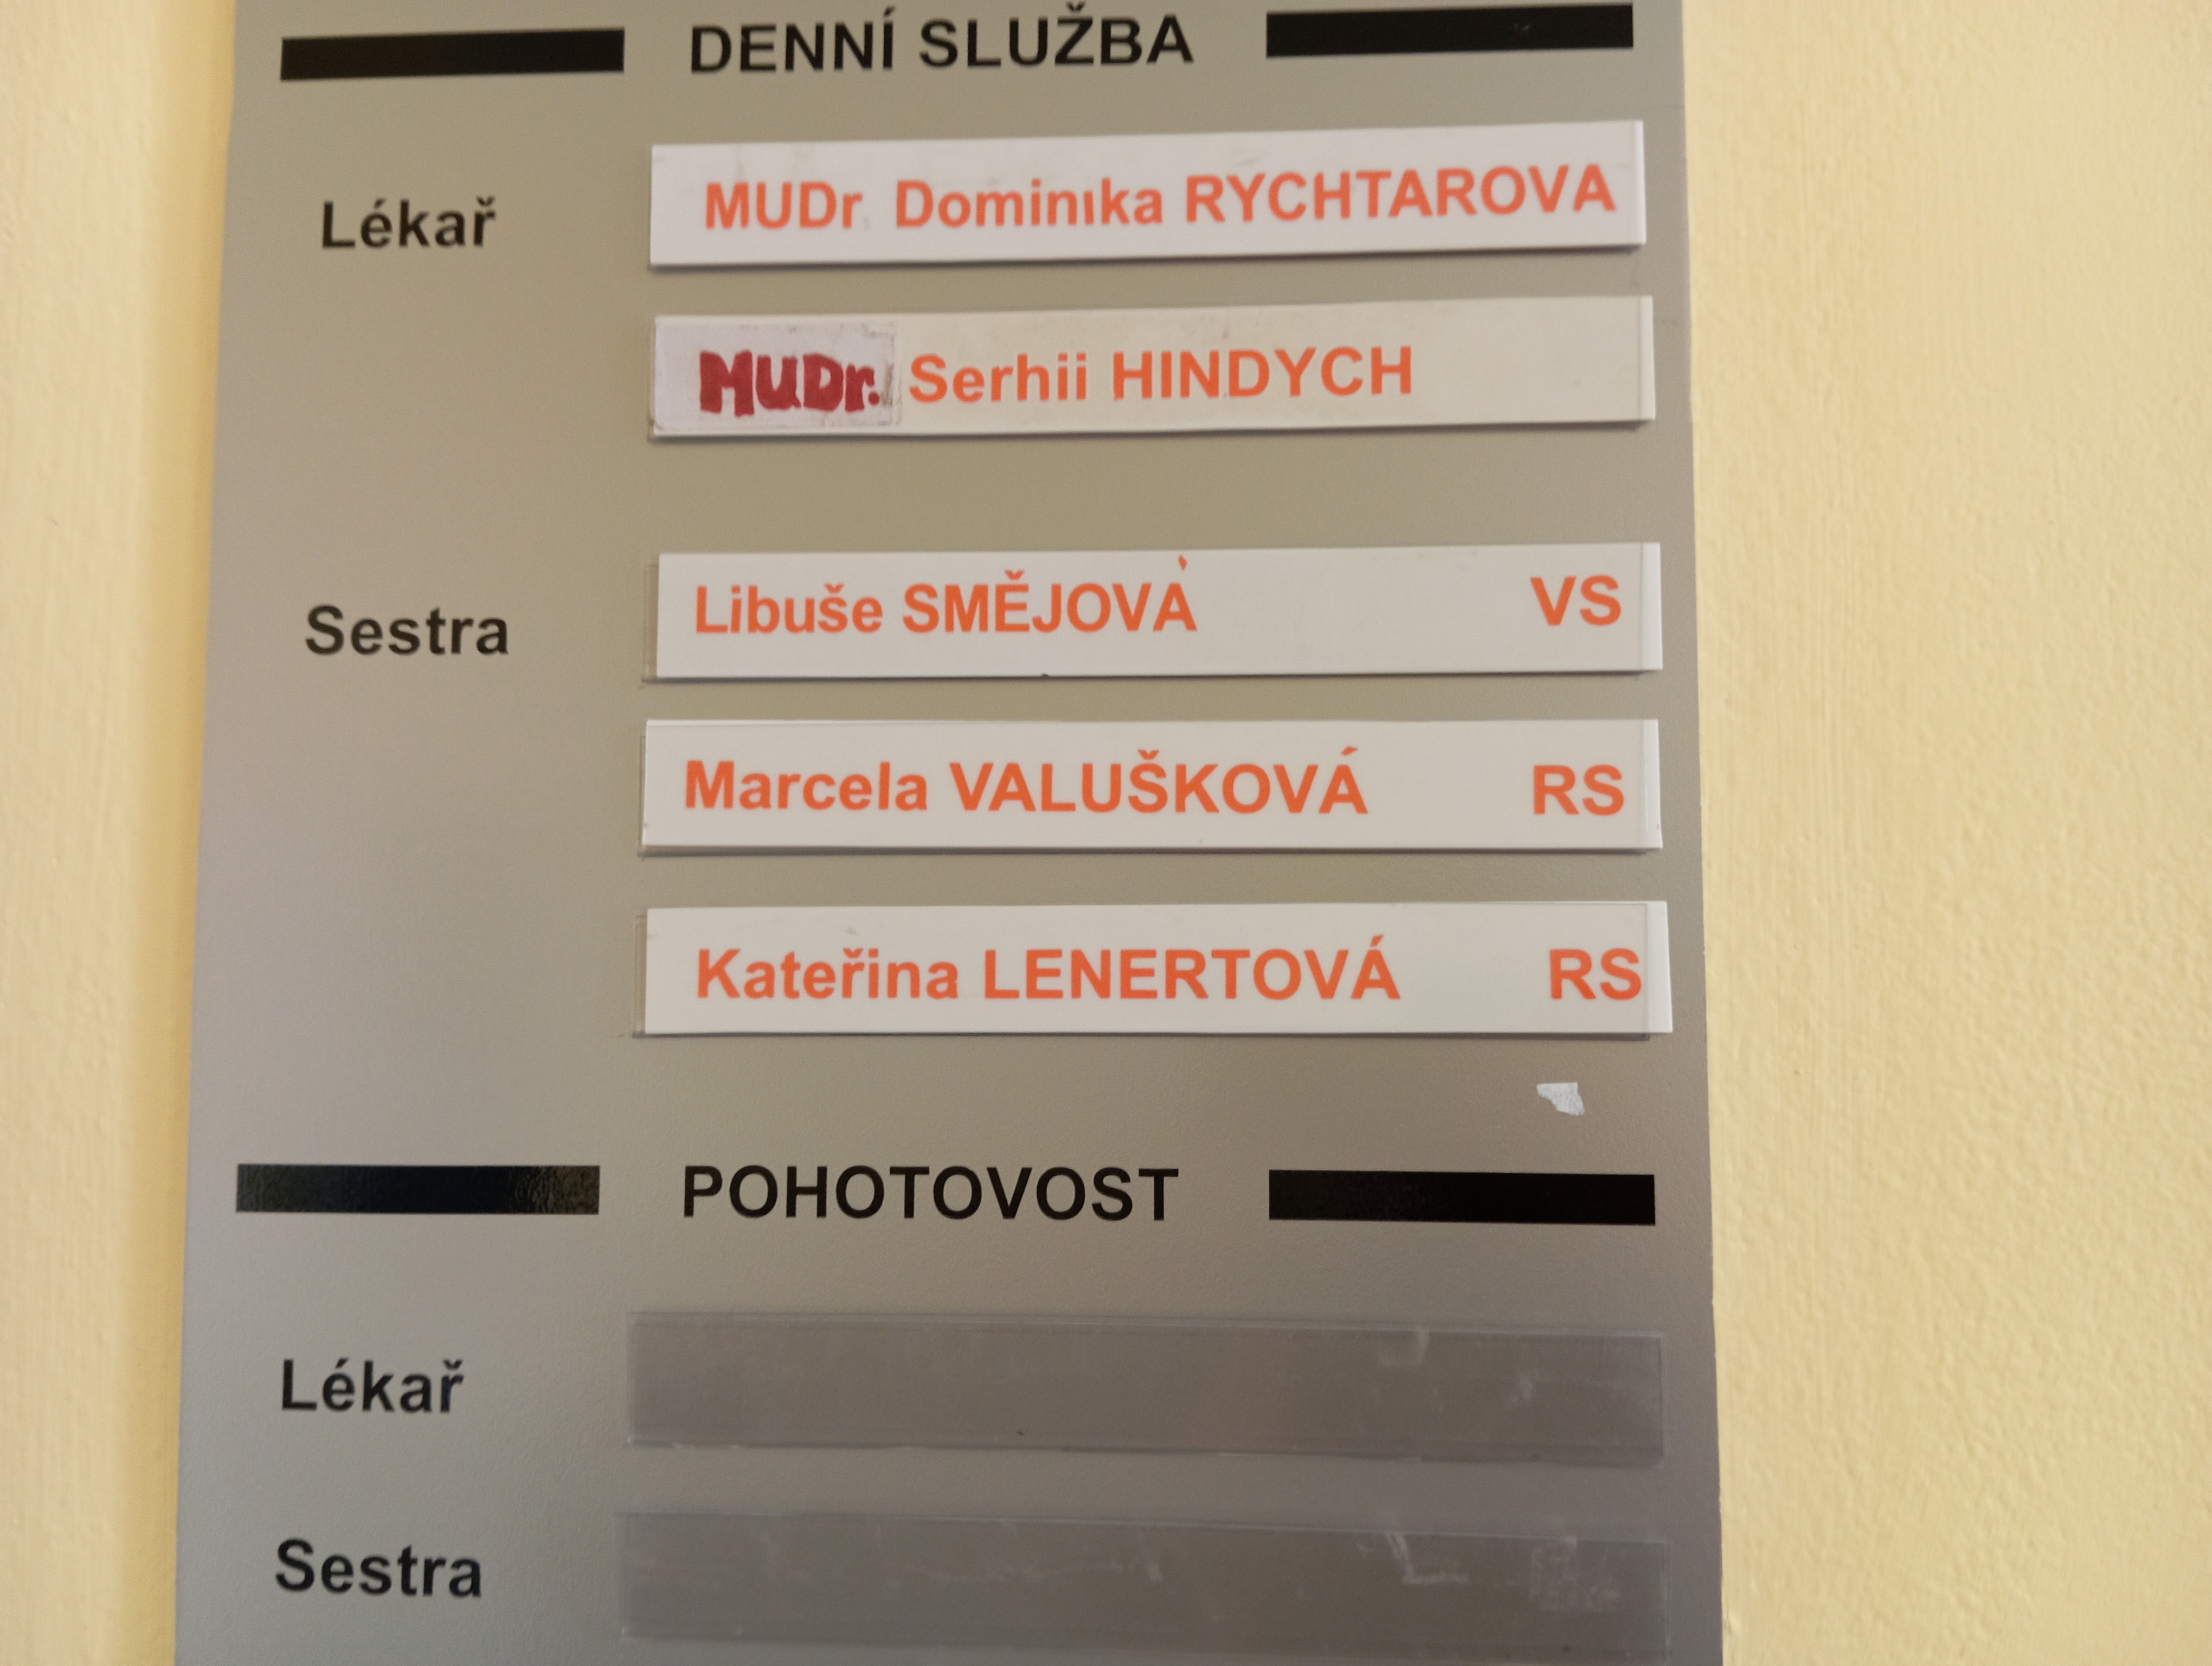 DENNÍ SLUŽBA
Lékař MUDr Dominıka RYCHTAROVA
MUDr. Serhii HINDYCH
Sestra Libuše SMĚJOVÁ VS
Marcela VALUŠKOVÁ RS
Kateřina LENERTOVÁ RS
POHOTOVOST
Lékař
Sestra